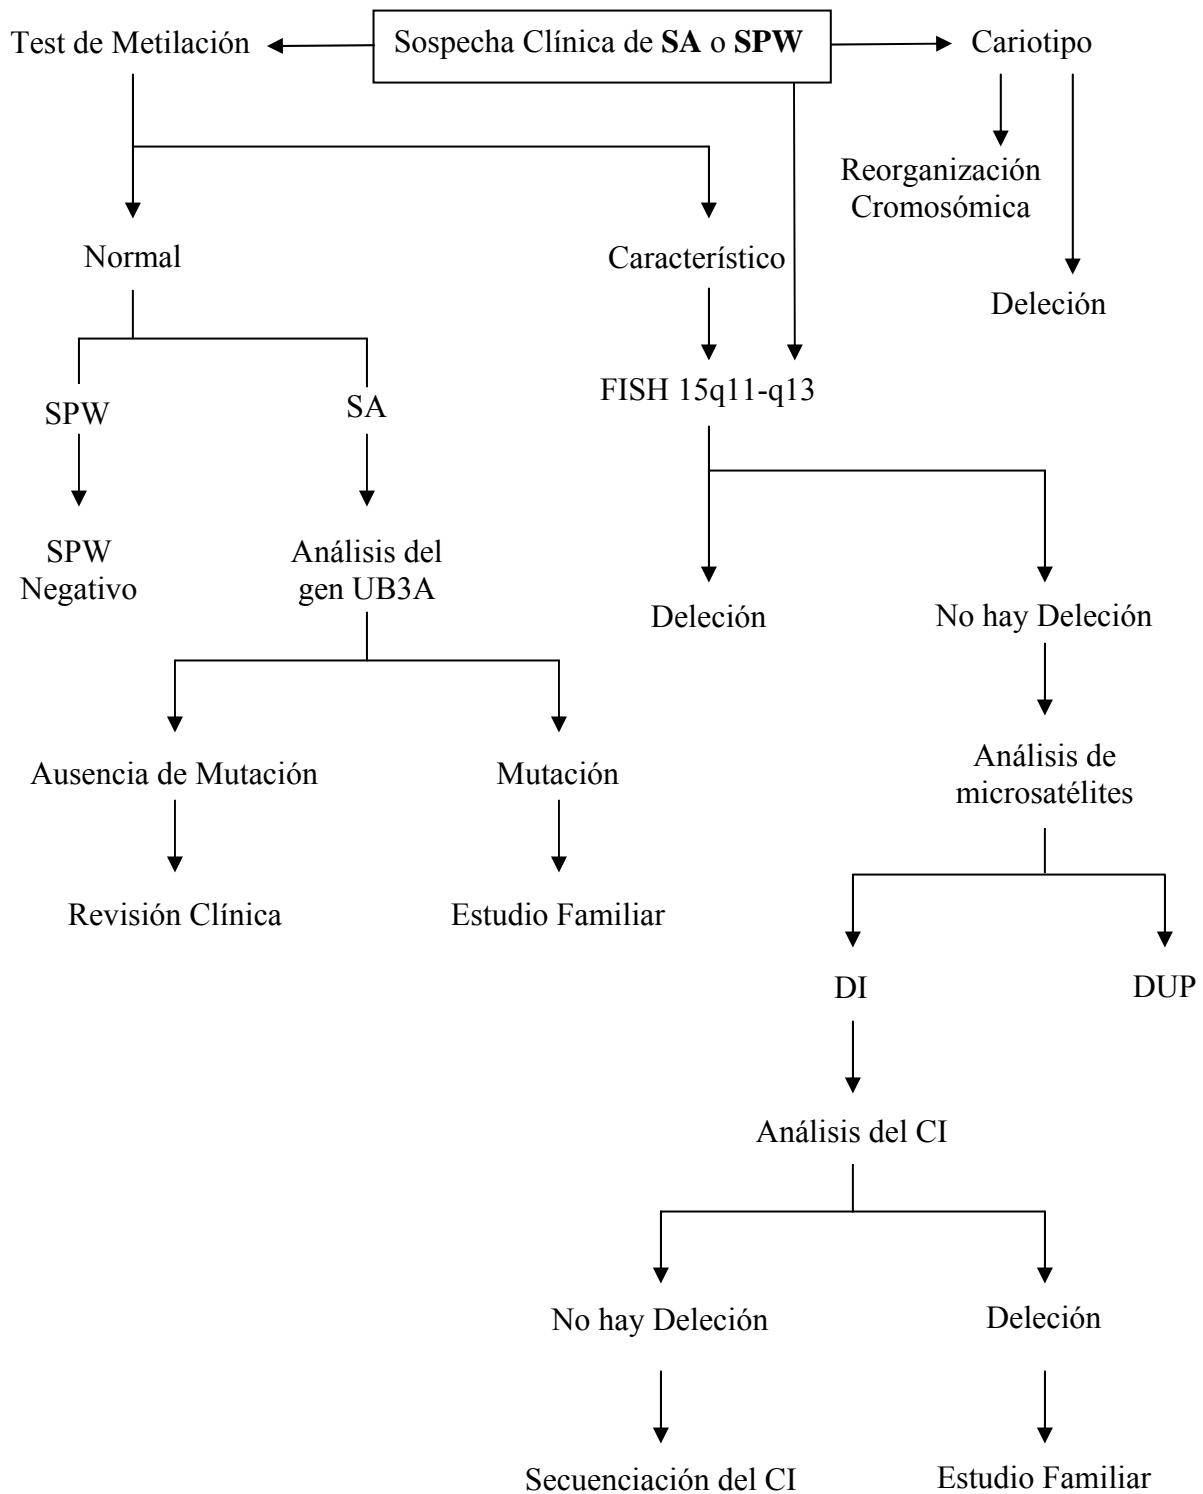 Test de Metilación
Sospecha Clínica de SA o SPW
Cariotipo
Reorganización
Cromosómica
Deleción
Normal
Característico
SPW
SA
FISH 15q11-q13
SPW
Negativo
Análisis del
gen UB3A
Deleción
No hay Deleción
Ausencia de Mutación
Mutación
Análisis de
microsatélites
Revisión Clínica
Estudio Familiar
DI
DUP
Análisis del CI
No hay Deleción
Deleción
Secuenciación del CI
Estudio Familiar